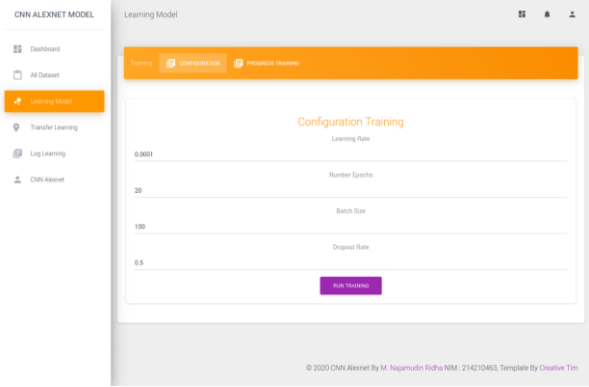 CNN ALEXNET MODEL
Dashboard
All Dataset
Learning Model
Transfer Learning
Log Learning
CNN Alexnet
Learning Model
Training CONFIGURATION PROGRESS TRAINING
Configuration Training
Learning Rate
0.0001
Number Epochs
20
Batch Size
100
Dropout Rate
0.5
RUN TRAINING
© 2020 CNN Alexnet By M. Najamudin Ridha NIM : 214210463, Template By Creative Tim